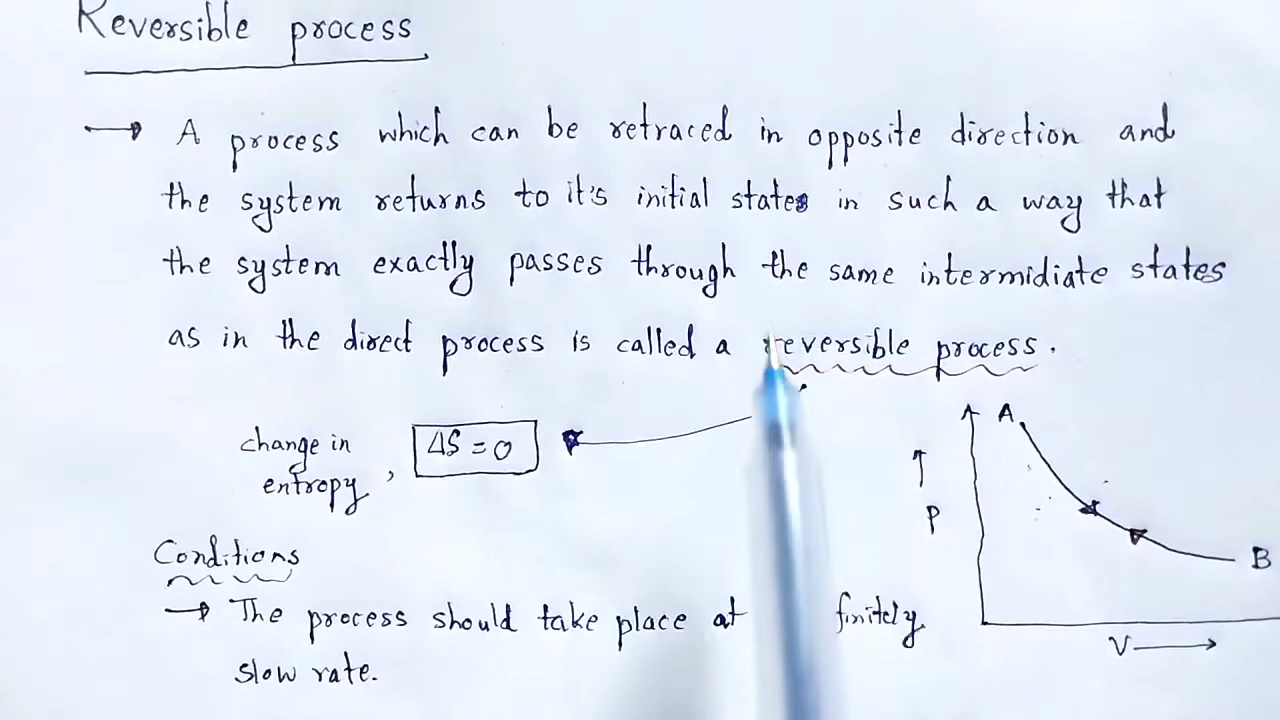 Reversible process
A process which can be retraced in opposite direction and
the system returns to it's initial state in such a way that
the system exactly passes through the same intermidiate states
as in the direct process is called a reversible process.
change in
entropy, ΔS = 0
A
P
B
V
Conditions
The process should take place at finitely
slow rate.